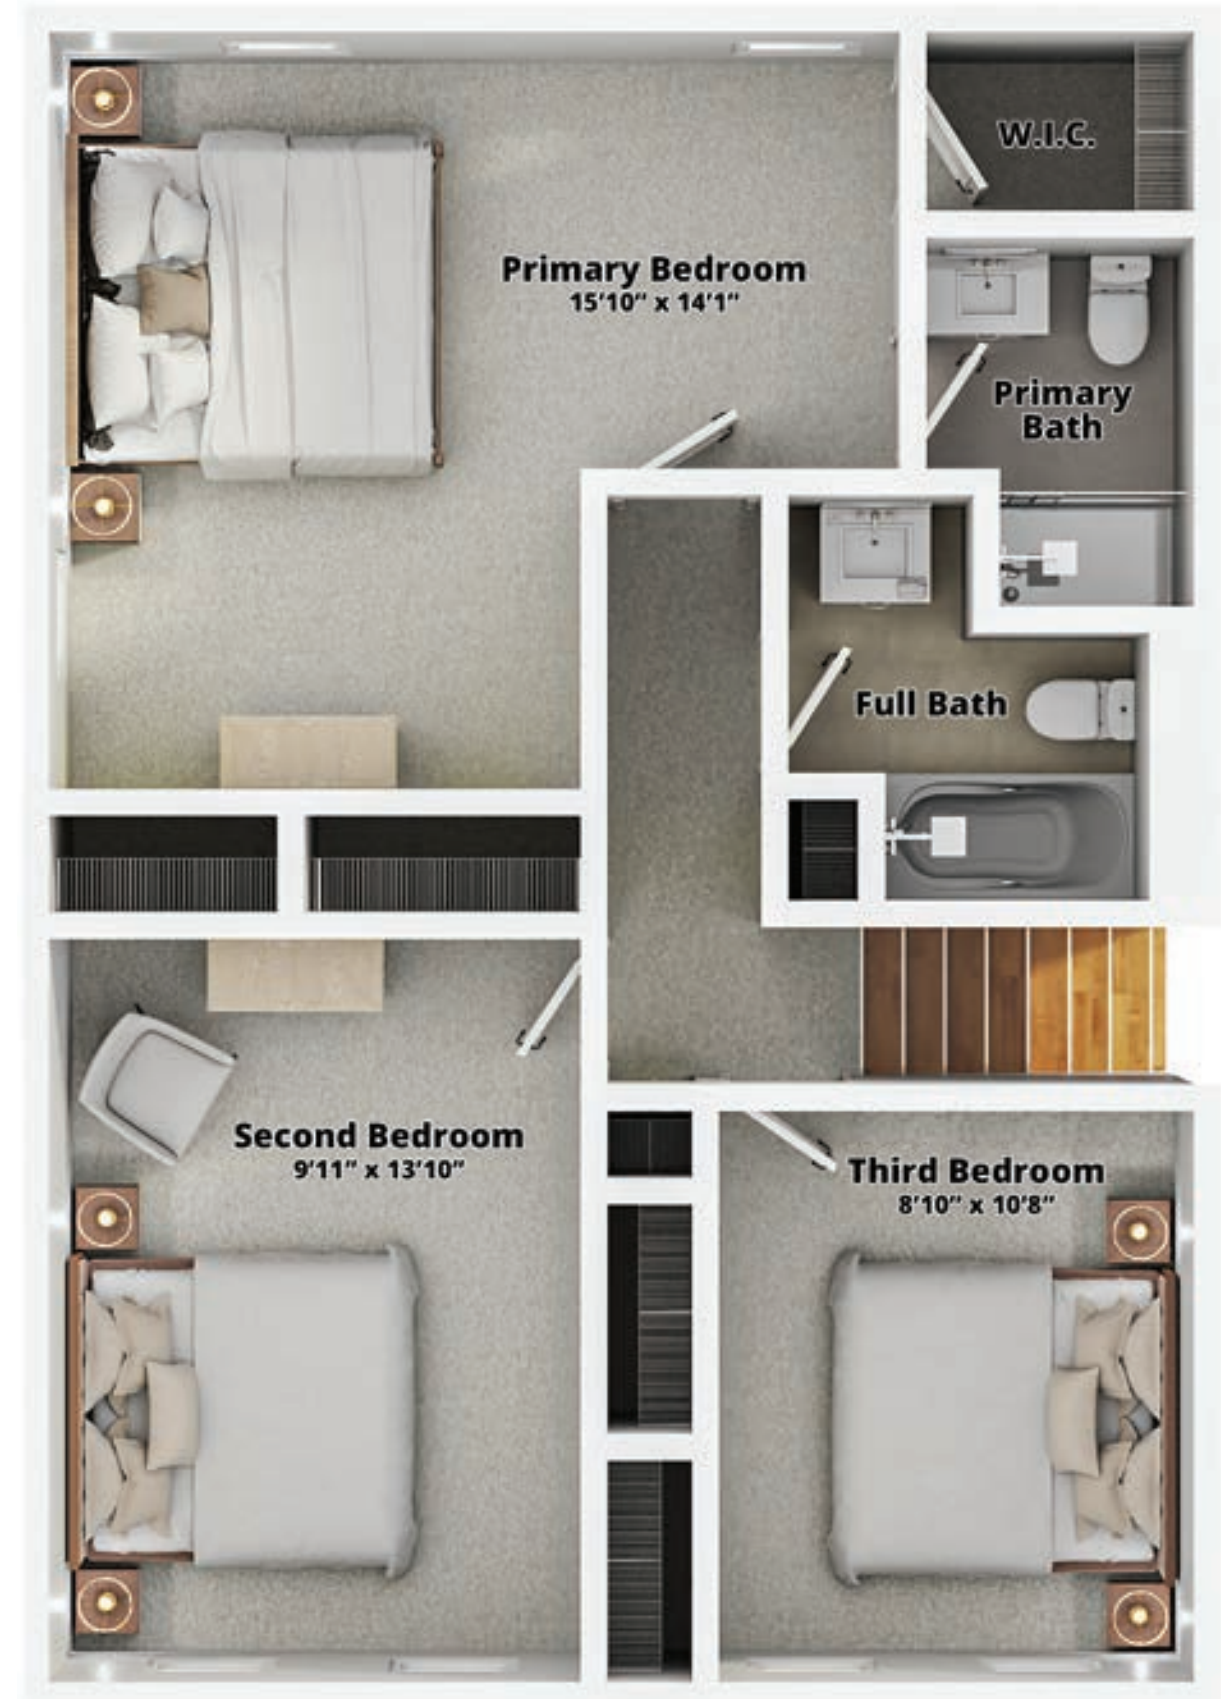 W.I.C.
Primary Bedroom
15'10" x 14'1"
Primary
Bath
Full Bath
Second Bedroom
9'11" x 13'10"
Third Bedroom
8'10" x 10'8"